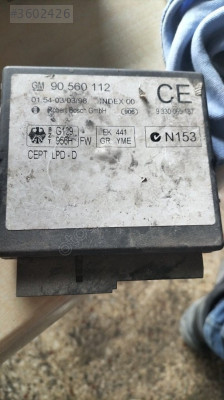 #3602426
GM 90 560 112
CE
01.54-03/03/98 INDEX 00
Robert Bosch GmbH
G129
EK 441
N153
FW
GR YME
CEPT LPD - D